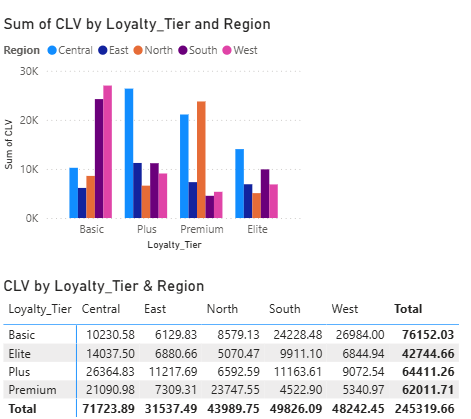 Sum of CLV by Loyalty_Tier and Region
Region Central East North South West
30K
20K
10K
0K
Sum of CLV
Basic Plus Premium Elite
Loyalty_Tier
CLV by Loyalty_Tier & Region
Loyalty_Tier Central East North South West Total
Basic 10230.58 6129.83 8579.13 24228.48 26984.00 76152.03
Elite 14037.50 6880.66 5070.47 9911.10 6844.94 42744.66
Plus 26364.83 11217.69 6592.59 11163.61 9072.54 64411.26
Premium 21090.98 7309.31 23747.55 4522.90 5340.97 62011.71
Total 71723.89 31537.49 43989.75 49826.09 48242.45 245319.66